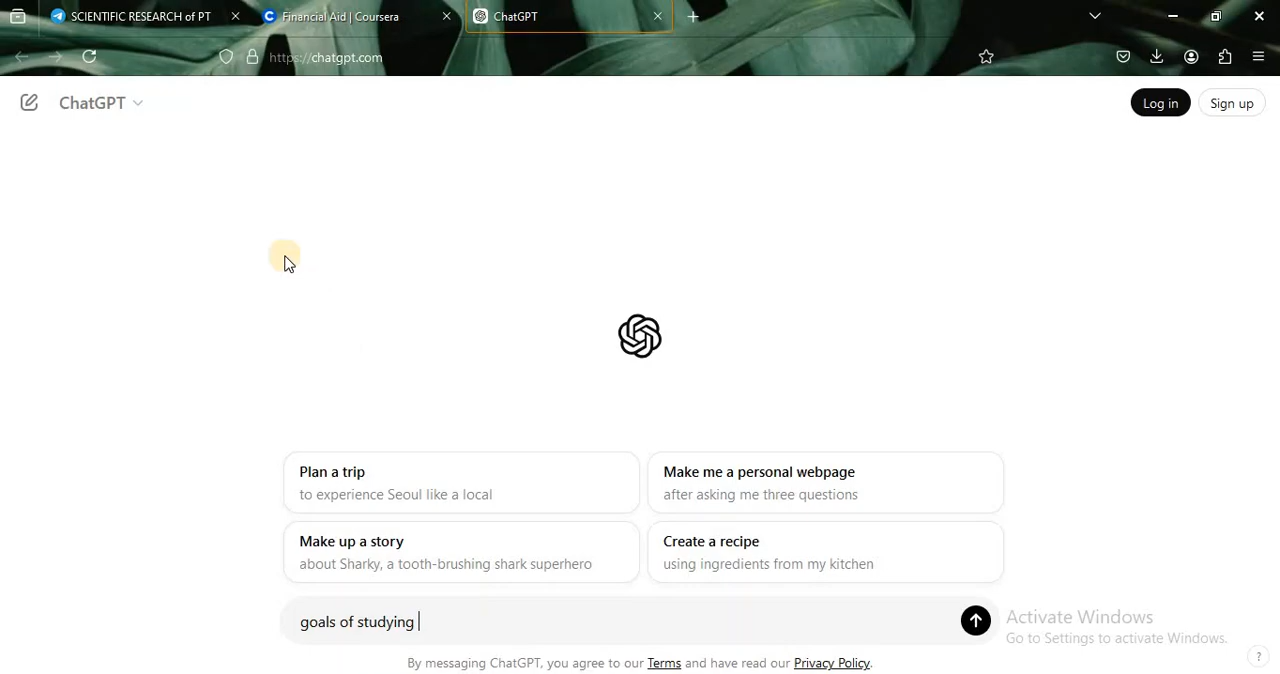 SCIENTIFIC RESEARCH of PT
Financial Aid | Coursera
ChatGPT
https://chatgpt.com
ChatGPT
Log in
Sign up
Plan a trip
to experience Seoul like a local
Make me a personal webpage
after asking me three questions
Make up a story
about Sharky, a tooth-brushing shark superhero
Create a recipe
using ingredients from my kitchen
goals of studying
Activate Windows
Go to Settings to activate Windows.
By messaging ChatGPT, you agree to our Terms and have read our Privacy Policy.
?